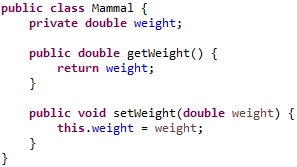 public class Mammal {
    private double weight;

    public double getWeight() {
        return weight;
    }

    public void setWeight(double weight) {
        this.weight = weight;
    }
}